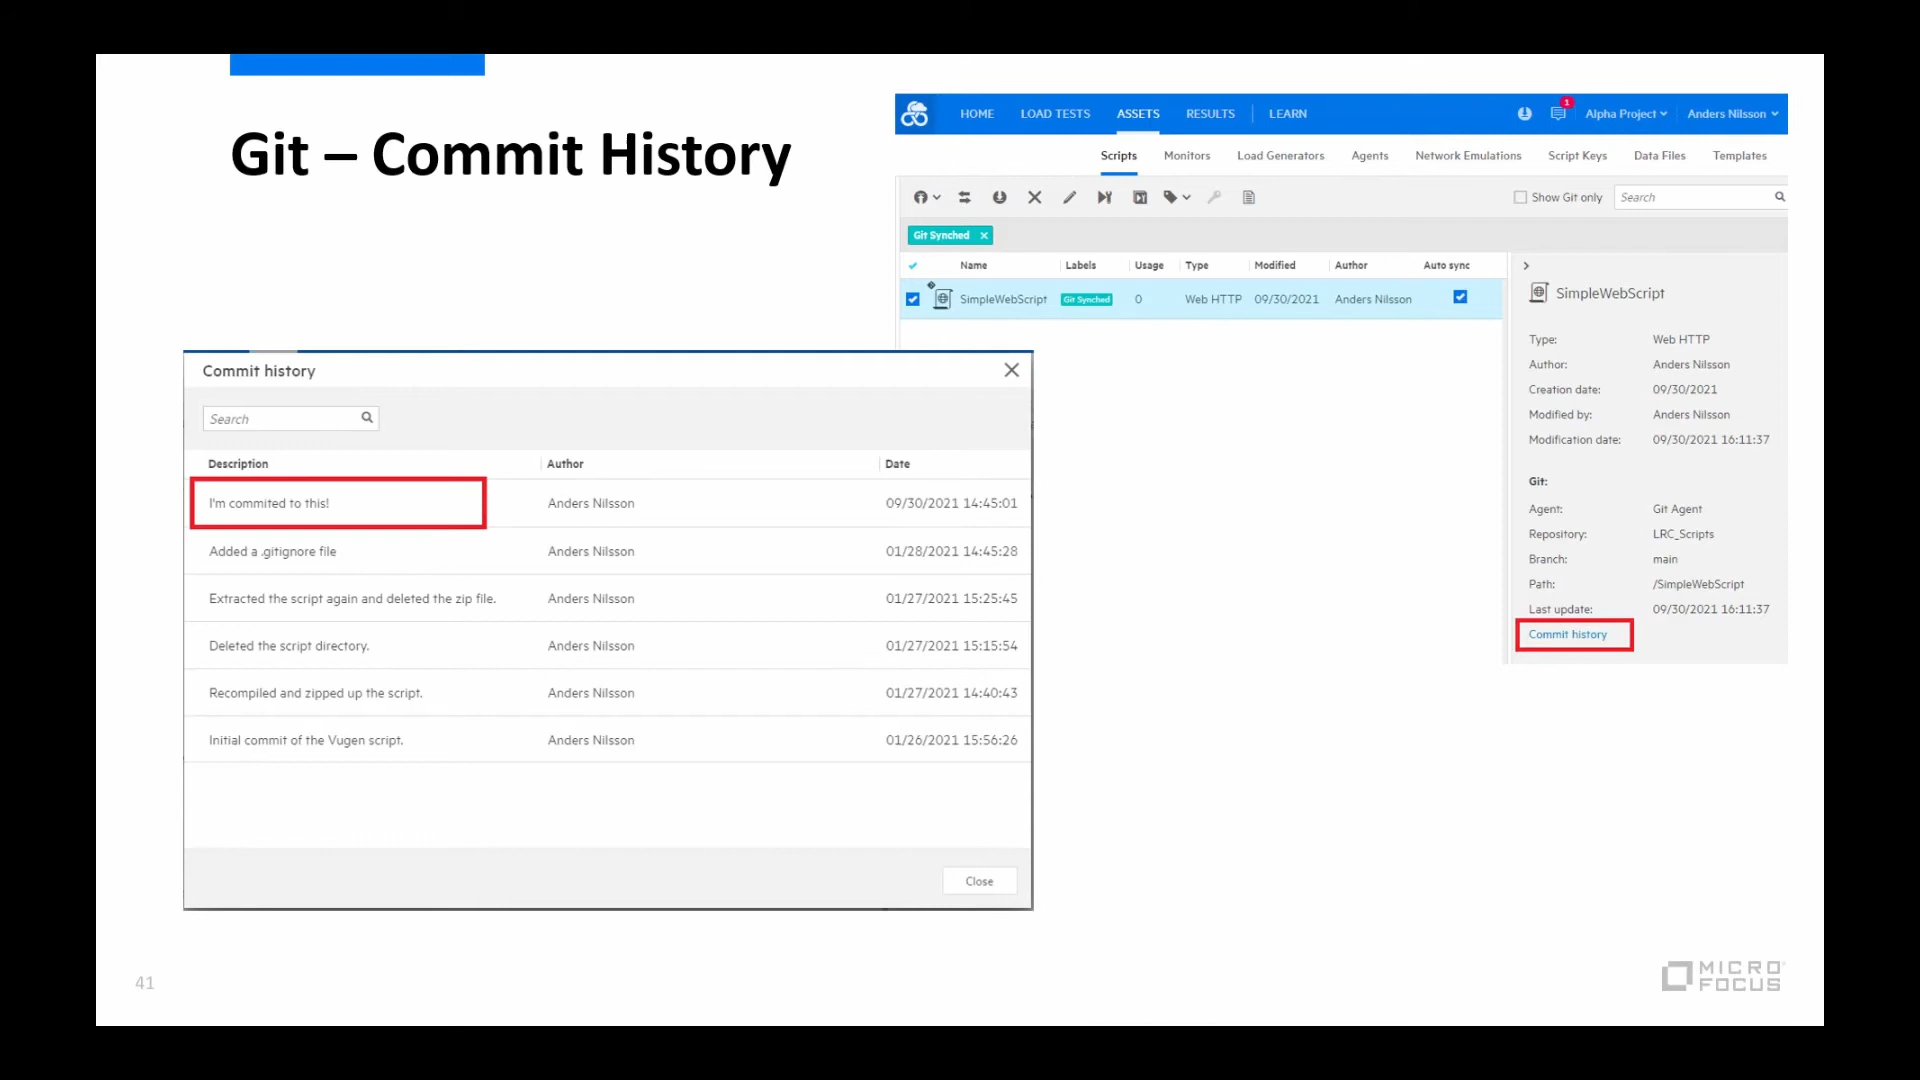 Git – Commit History
HOME LOAD TESTS ASSETS RESULTS LEARN 1 Alpha Project Anders Nilsson
Scripts Monitors Load Generators Agents Network Emulations Script Keys Data Files Templates
Show Git only Search
Git Synched
Name Labels Usage Type Modified Author Auto sync
SimpleWebScript Git Synched 0 Web HTTP 09/30/2021 Anders Nilsson
SimpleWebScript
Type: Web HTTP
Author: Anders Nilsson
Creation date: 09/30/2021
Modified by: Anders Nilsson
Modification date: 09/30/2021 16:11:37
Git:
Agent: Git Agent
Repository: LRC_Scripts
Branch: main
Path: /SimpleWebScript
Last update: 09/30/2021 16:11:37
Commit history
Commit history
Search
Description Author Date
I'm commited to this! Anders Nilsson 09/30/2021 14:45:01
Added a .gitignore file Anders Nilsson 01/28/2021 14:45:28
Extracted the script again and deleted the zip file. Anders Nilsson 01/27/2021 15:25:45
Deleted the script directory. Anders Nilsson 01/27/2021 15:15:54
Recompiled and zipped up the script. Anders Nilsson 01/27/2021 14:40:43
Initial commit of the Vugen script. Anders Nilsson 01/26/2021 15:56:26
Close
41
MICRO
FOCUS